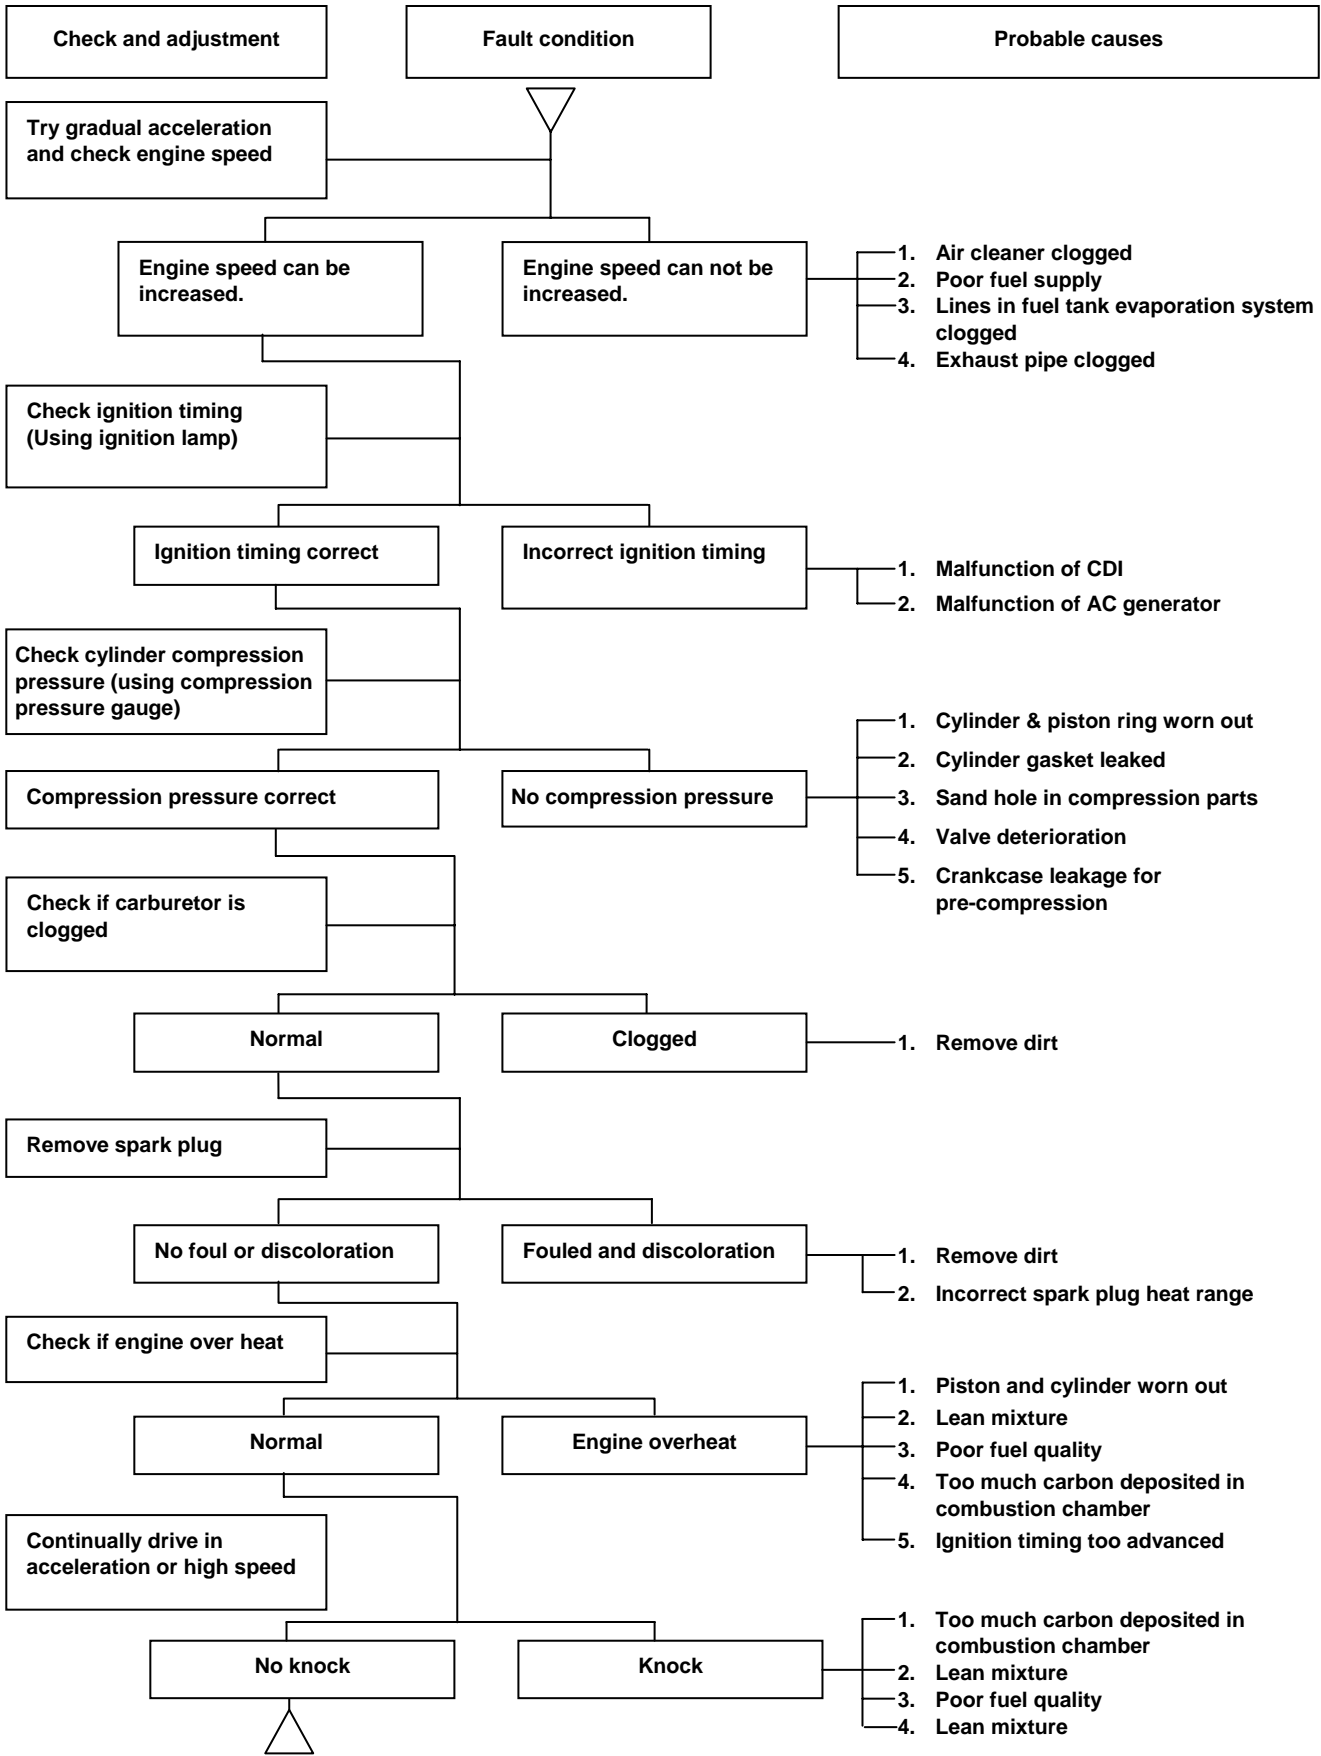 Check and adjustment
Fault condition
Probable causes
Try gradual acceleration
and check engine speed
Engine speed can be
increased.
Engine speed can not be
increased.
1. Air cleaner clogged
2. Poor fuel supply
3. Lines in fuel tank evaporation system
clogged
4. Exhaust pipe clogged
Check ignition timing
(Using ignition lamp)
Ignition timing correct
Incorrect ignition timing
1. Malfunction of CDI
2. Malfunction of AC generator
Check cylinder compression
pressure (using compression
pressure gauge)
Compression pressure correct
No compression pressure
1. Cylinder & piston ring worn out
2. Cylinder gasket leaked
3. Sand hole in compression parts
4. Valve deterioration
5. Crankcase leakage for
pre-compression
Check if carburetor is
clogged
Normal
Clogged
1. Remove dirt
Remove spark plug
No foul or discoloration
Fouled and discoloration
1. Remove dirt
2. Incorrect spark plug heat range
Check if engine over heat
Normal
Engine overheat
1. Piston and cylinder worn out
2. Lean mixture
3. Poor fuel quality
4. Too much carbon deposited in
combustion chamber
5. Ignition timing too advanced
Continually drive in
acceleration or high speed
No knock
Knock
1. Too much carbon deposited in
combustion chamber
2. Lean mixture
3. Poor fuel quality
4. Lean mixture